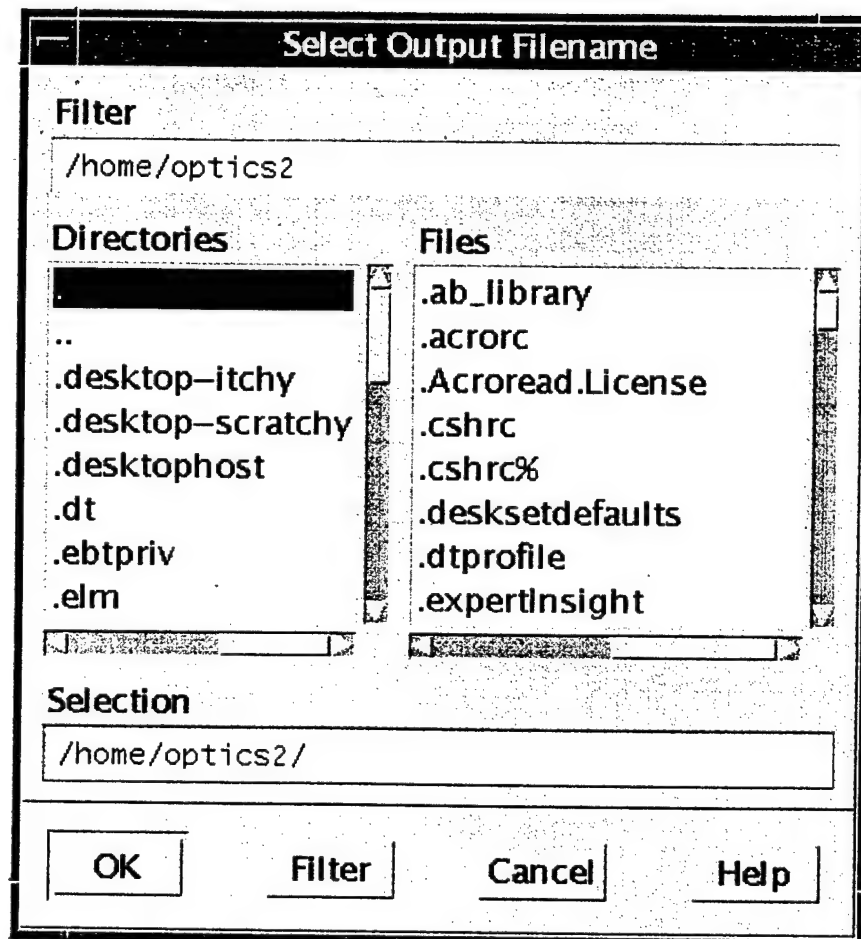 Select Output Filename
Filter
/home/optics2
Directories
.
..
.desktop-itchy
.desktop-scratchy
.desktophost
.dt
.ebtpriv
.elm
Files
.ab_library
.acrorc
.Acroread.License
.cshrc
.cshrc%
.desksetdefaults
.dtprofile
.expertInsight
Selection
/home/optics2/
OK Filter Cancel Help